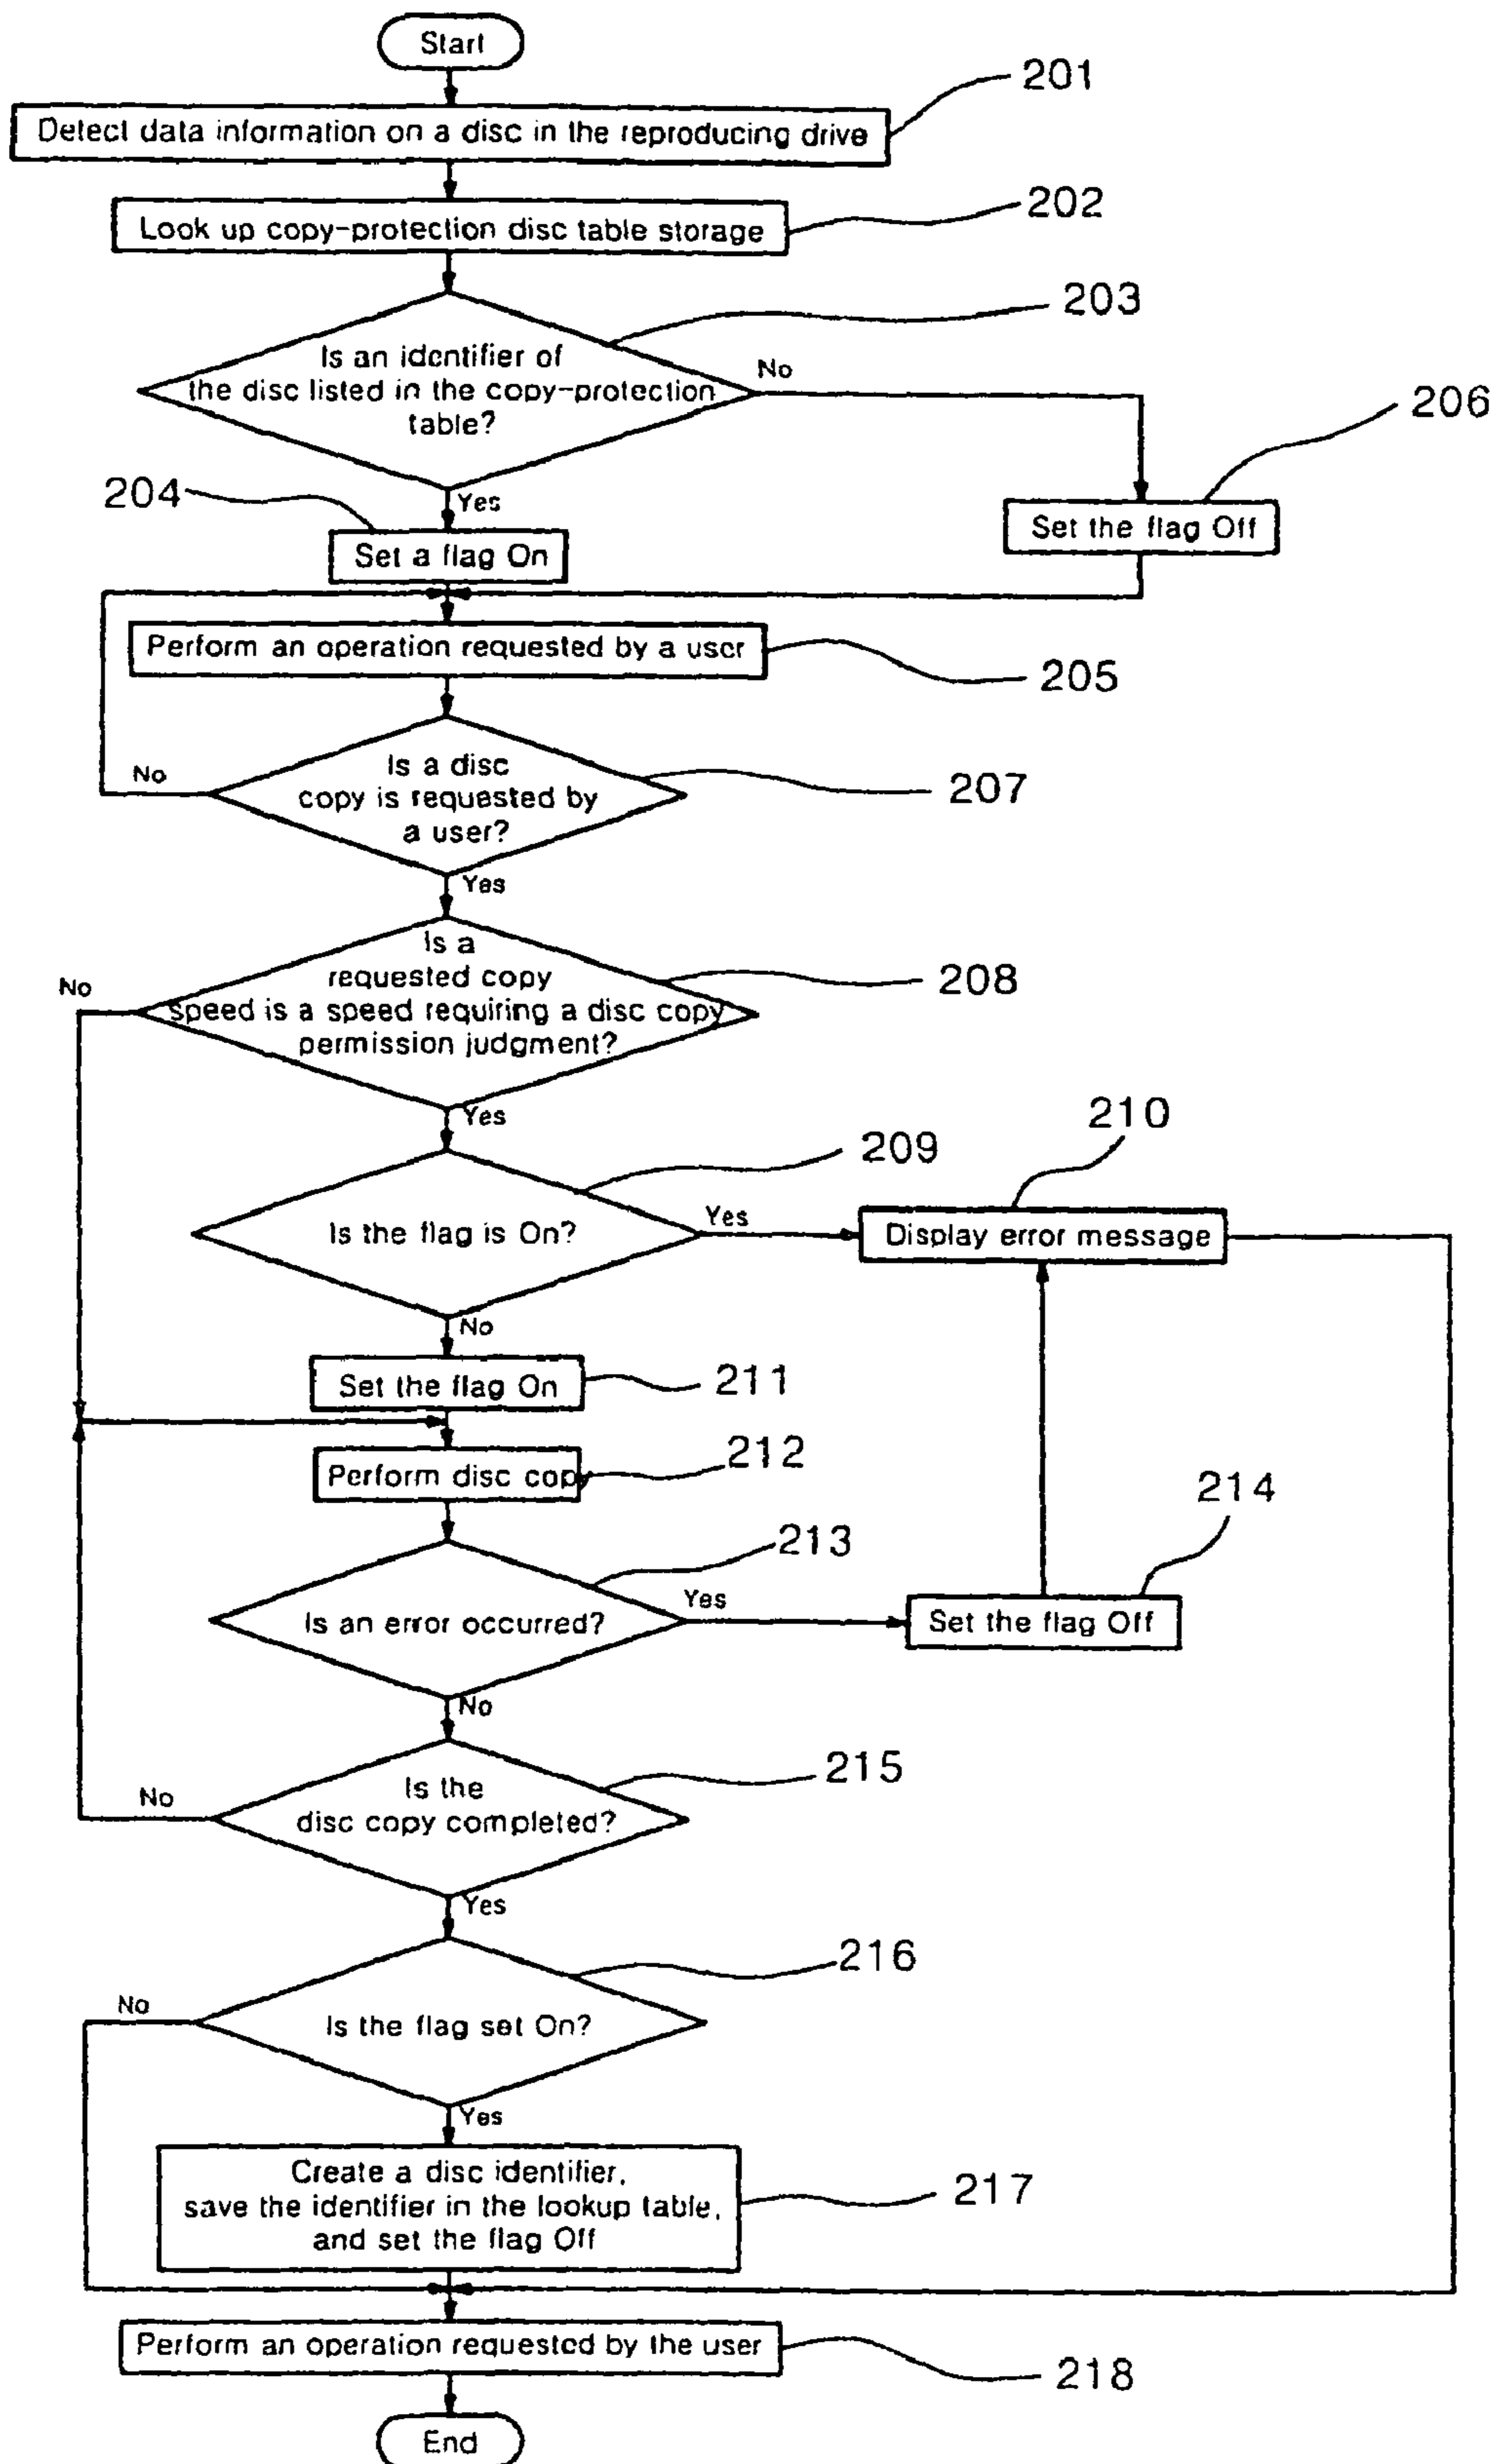 Start
201
Detect data information on a disc in the reproducing drive
202
Look up copy-protection disc table storage
203
Is an identifier of
the disc listed in the copy-protection
table?
No
206
204
Yes
Set a flag On
Set the flag Off
Perform an operation requested by a user
205
Is a disc
copy is requested by
a user?
No
207
Yes
Is a
requested copy
speed is a speed requiring a disc copy
permission judgment?
No
208
Yes
210
209
Is the flag is On?
Yes
Display error message
No
Set the flag On
211
Perform disc copy
212
214
213
Is an error occurred?
Yes
Set the flag Off
No
215
Is the
disc copy completed?
No
Yes
216
No
Is the flag set On?
Yes
Create a disc identifier,
save the identifier in the lookup table,
and set the flag Off
217
Perform an operation requested by the user
218
End